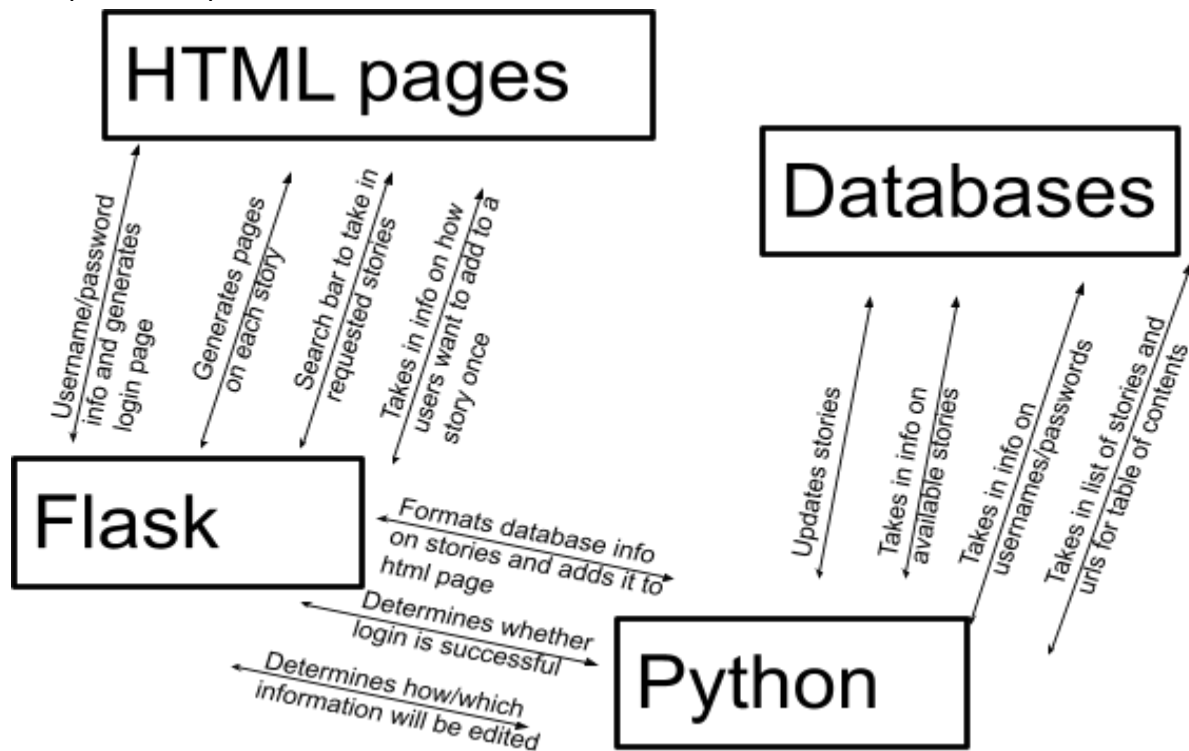 HTML pages
Databases
Username/password
info and generates
login page
Generates pages
on each story
Search bar to take in
requested stories
Takes in info on how
users want to add to a
story once
Updates stories
Takes in info on
available stories
Takes in info on
usernames/passwords
Takes in list of stories and
urls for table of contents
Flask
Formats database info
on stories and adds it to
html page
Determines whether
login is successful
Determines how/which
information will be edited
Python